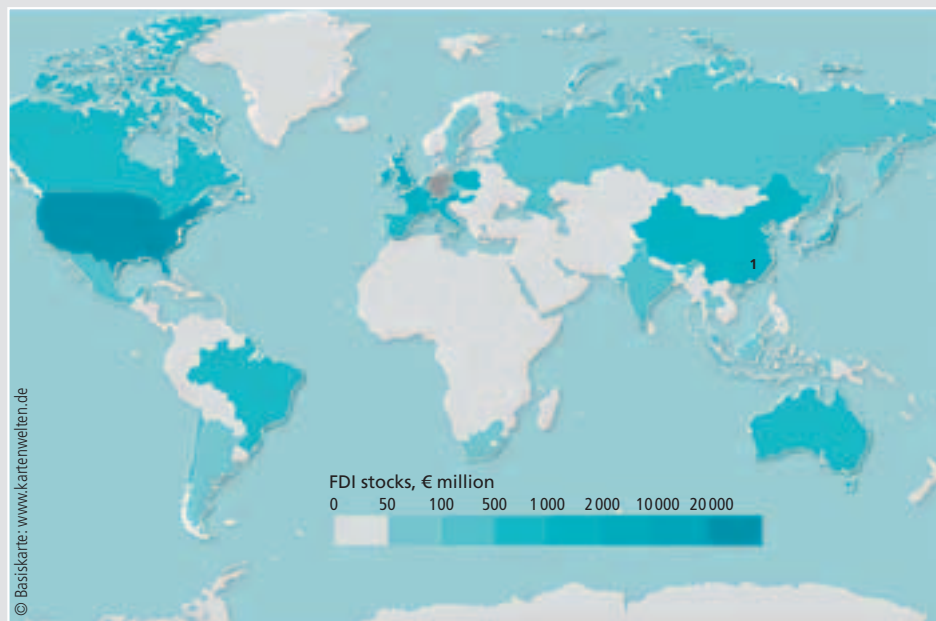 1
FDI stocks, € million
0 50 100 500 1 000 2 000 10 000 20 000
© Basiskarte: www.kartenwelten.de